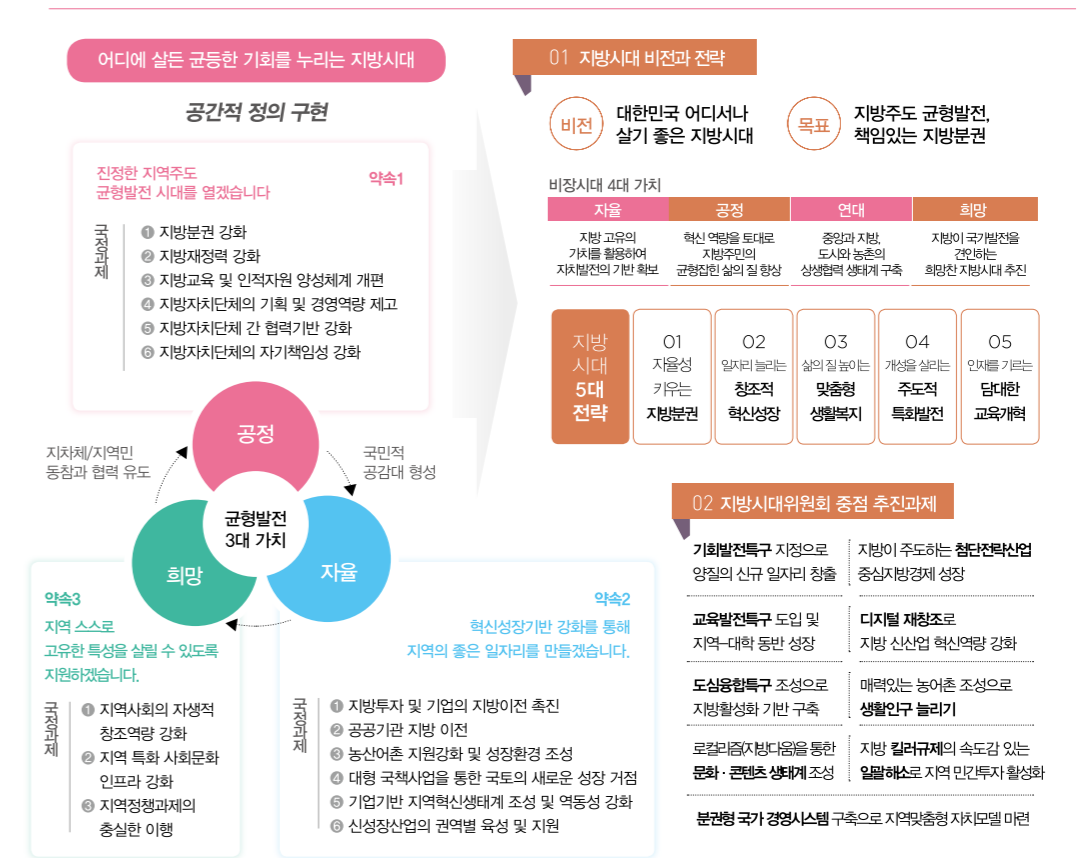 어디에 살든 균등한 기회를 누리는 지방시대
공간적 정의 구현
진정한 지역주도
균형발전 시대를 열겠습니다
약속1
국정과제
❶ 지방분권 강화
❷ 지방재정력 강화
❸ 지방교육 및 인적자원 양성체계 개편
❹ 지방자치단체의 기획 및 경영역량 제고
❺ 지방자치단체 간 협력기반 강화
❻ 지방자치단체의 자기책임성 강화
공정
지차체/지역민
동참과 협력 유도
국민적
공감대 형성
균형발전
3대 가치
희망
자율
약속3
지역 스스로
고유한 특성을 살릴 수 있도록
지원하겠습니다.
국정과제
❶ 지역사회의 자생적
창조역량 강화
❷ 지역 특화 사회문화
인프라 강화
❸ 지역정쟁과제의
충실한 이행
약속2
혁신성장기반 강화를 통해
지역의 좋은 일자리를 만들겠습니다.
국정과제
❶ 지방투자 및 기업의 지방이전 촉진
❷ 공공기관 지방 이전
❸ 농산어촌 지원강화 및 성장환경 조성
❹ 대형 국책사업을 통한 국토의 새로운 성장 거점
❺ 기업기반 지역혁신생태계 조성 및 역동성 강화
❻ 신성장산업의 권역별 육성 및 지원
01 지방시대 비전과 전략
비전
대한민국 어디서나
살기 좋은 지방시대
목표
지방주도 균형발전,
책임있는 지방분권
비장시대 4대 가치
자율
공정
연대
희망
지방 고유의
가치를 활용하여
자치발전의 기반 확보
혁신 역량을 토대로
지방주민의
균형잡힌 삶의 질 향상
중앙과 지방,
도시와 농촌의
상생협력 생태계 구축
지방이 국가발전을
견인하는
희망찬 지방시대 추진
지방
시대
5대
전략
01
자율성
키우는
지방분권
02
일자리 늘리는
창조적
혁신성장
03
삶의 질 높이는
맞춤형
생활복지
04
개성을 살리는
주도적
특화발전
05
인재를 기르는
담대한
교육개혁
02 지방시대위원회 중점 추진과제
기회발전특구 지정으로
양질의 신규 일자리 창출
지방이 주도하는 첨단전략산업
중심지방경제 성장
교육발전특구 도입 및
지역-대학 동반 성장
디지털 재창조로
지방 신산업 혁신역량 강화
도심융합특구 조성으로
지방활성화 기반 구축
매력있는 농어촌 조성으로
생활인구 늘리기
로컬리즘(지방다움)을 통한
문화·콘텐츠 생태계 조성
지방 킬러규제의 속도감 있는
일괄해소로 지역 민간투자 활성화
분권형 국가 경영시스템 구축으로 지역맞춤형 자치모델 마련